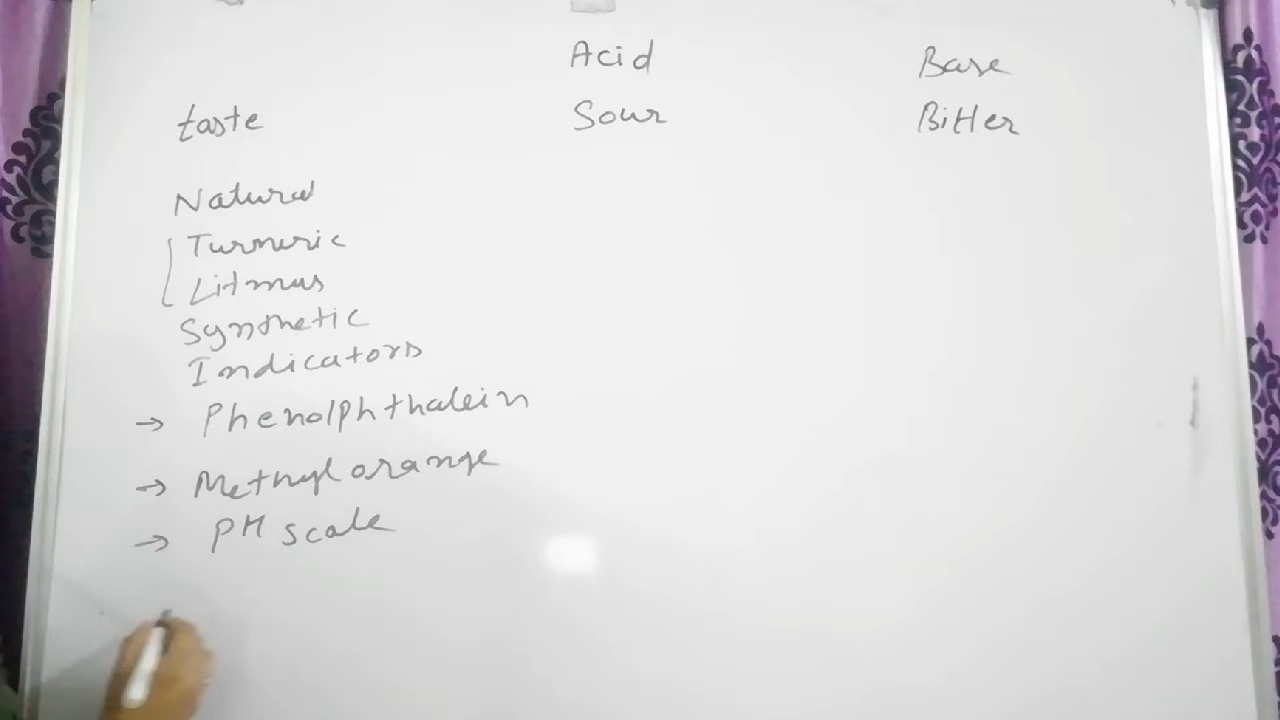 Acid Base
taste Sour Bitter
Natural
Turmeric
Litmus
Synthetic
Indicators
→ Phenolphthalein
→ Methyl orange
→ PH scale